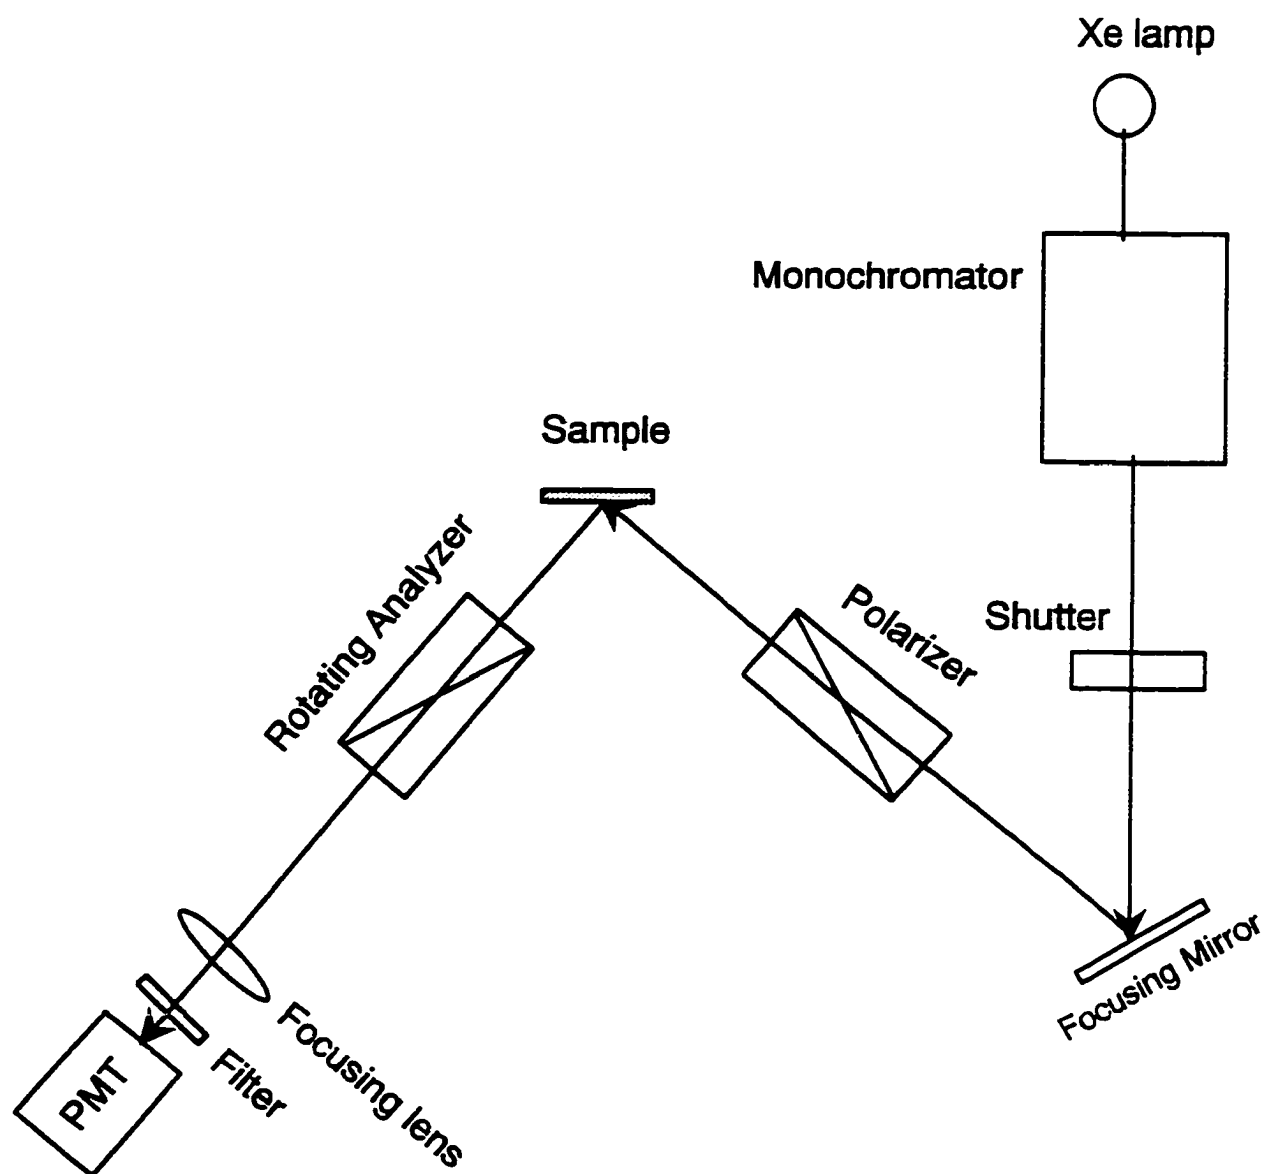 Xe lamp
Monochromator
Sample
Shutter
Polarizer
Rotating Analyzer
Focusing Mirror
Focusing lens
Filter
PMT